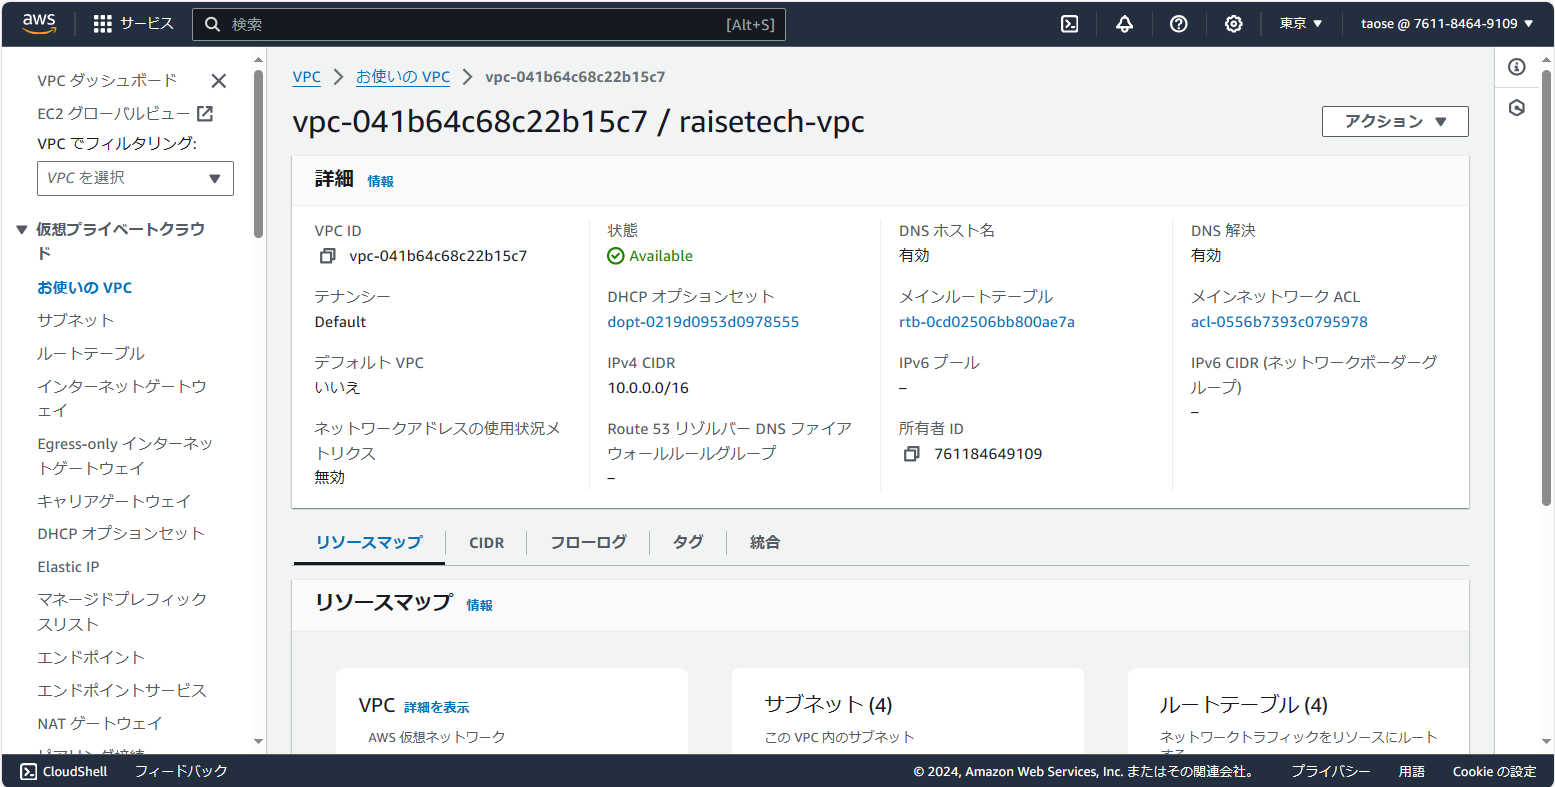 aws サービス 検索 [Alt+S] 東京 ▼ taose @ 7611-8464-9109 ▼
VPC ダッシュボード
EC2 グローバルビュー
VPC でフィルタリング:
VPC を選択
仮想プライベートクラウ
ド
お使いの VPC
サブネット
ルートテーブル
インターネットゲートウ
ェイ
Egress-only インターネッ
トゲートウェイ
キャリアゲートウェイ
DHCP オプションセット
Elastic IP
マネージドプレフィック
スリスト
エンドポイント
エンドポイントサービス
NAT ゲートウェイ
ピアリング接続
VPC > お使いの VPC > vpc-041b64c68c22b15c7
vpc-041b64c68c22b15c7 / raisetech-vpc
アクション ▼
詳細 情報
VPC ID
vpc-041b64c68c22b15c7
状態
Available
DNS ホスト名
有効
DNS 解決
有効
テナンシー
Default
DHCP オプションセット
dopt-0219d0953d0978555
メインルートテーブル
rtb-0cd02506bb800ae7a
メインネットワーク ACL
acl-0556b7393c0795978
デフォルト VPC
いいえ
IPv4 CIDR
10.0.0.0/16
IPv6 プール
–
IPv6 CIDR (ネットワークボーダーグ
ループ)
–
ネットワークアドレスの使用状況メ
トリクス
無効
Route 53 リゾルバー DNS ファイア
ウォールルールグループ
–
所有者 ID
761184649109
リソースマップ CIDR フローログ タグ 統合
リソースマップ 情報
VPC 詳細を表示
AWS 仮想ネットワーク
サブネット (4)
この VPC 内のサブネット
ルートテーブル (4)
ネットワークトラフィックをリソースにルート
する
CloudShell フィードバック © 2024, Amazon Web Services, Inc. またはその関連会社。 プライバシー 用語 Cookie の設定